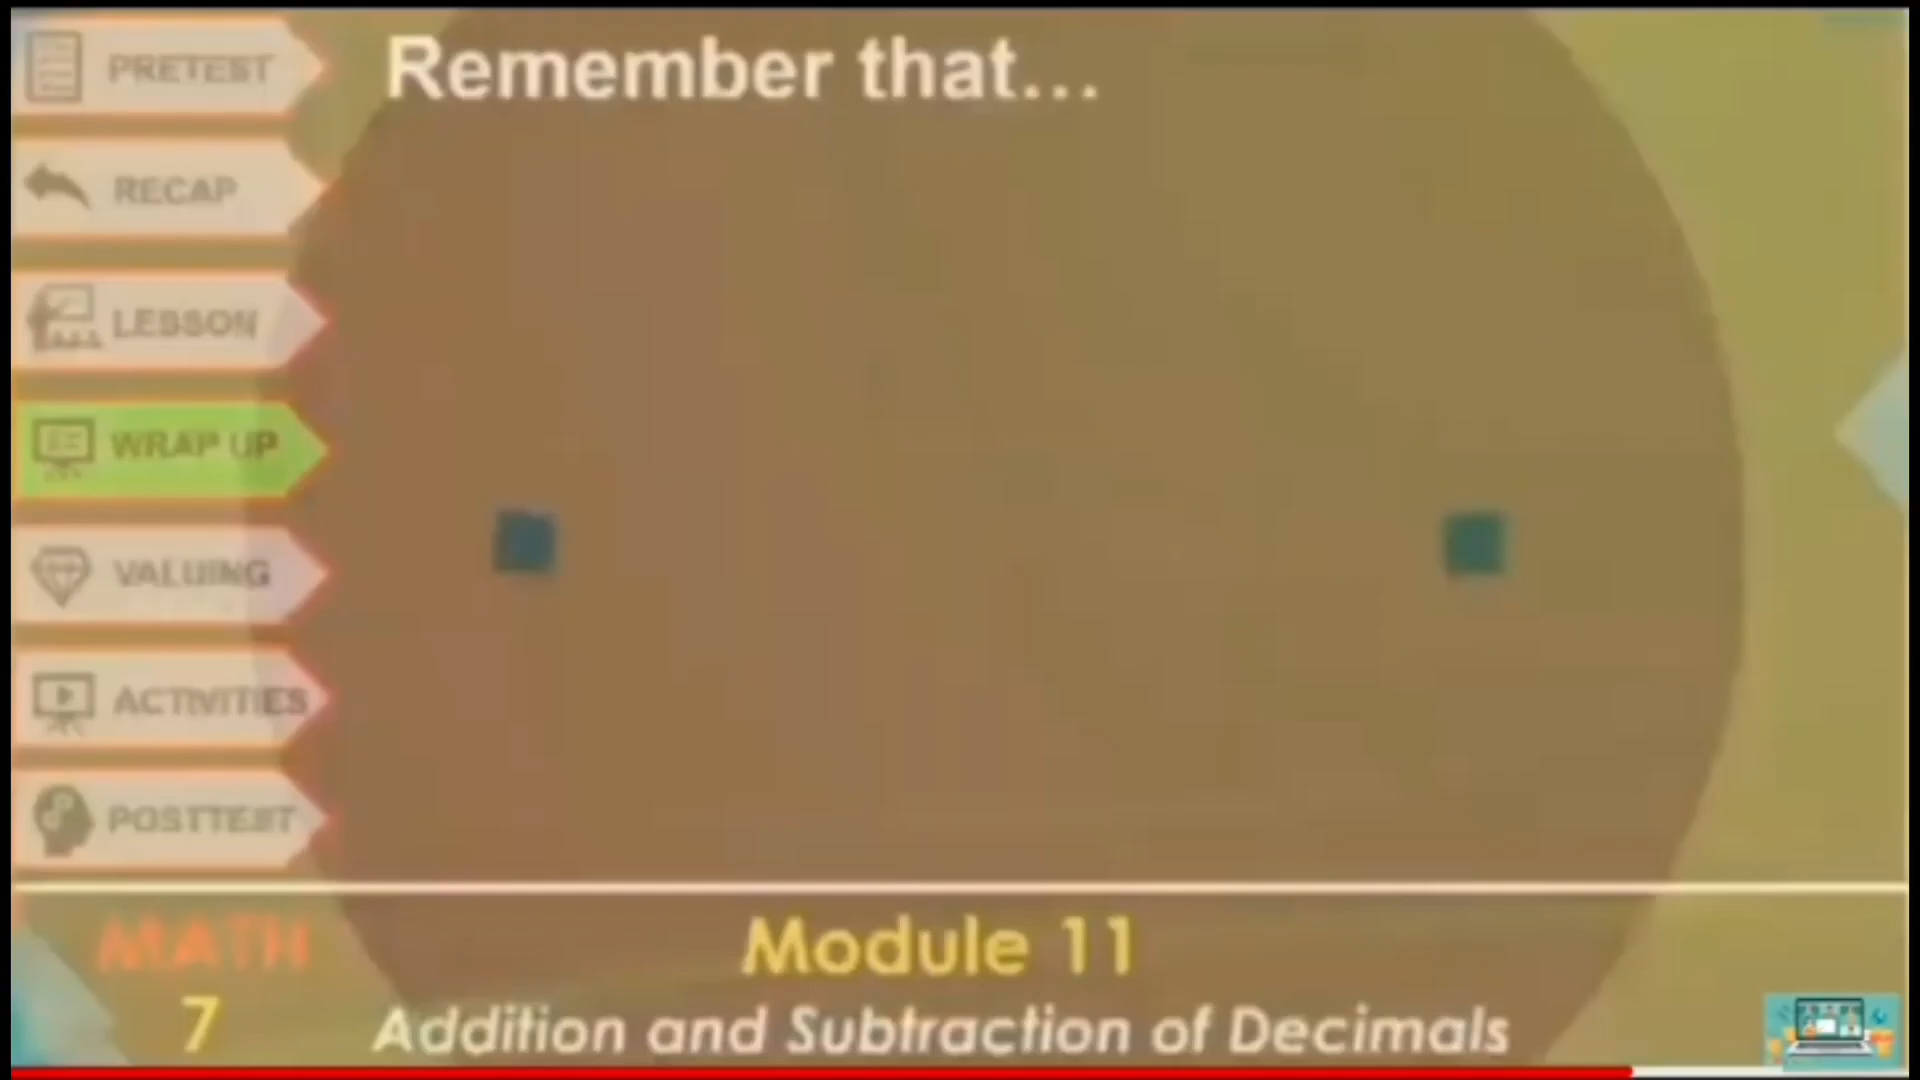 Remember that...
PRETEST
RECAP
LESSON
WRAP UP
VALUING
ACTIVITIES
POSTTEST
MATH
7
Module 11
Addition and Subtraction of Decimals